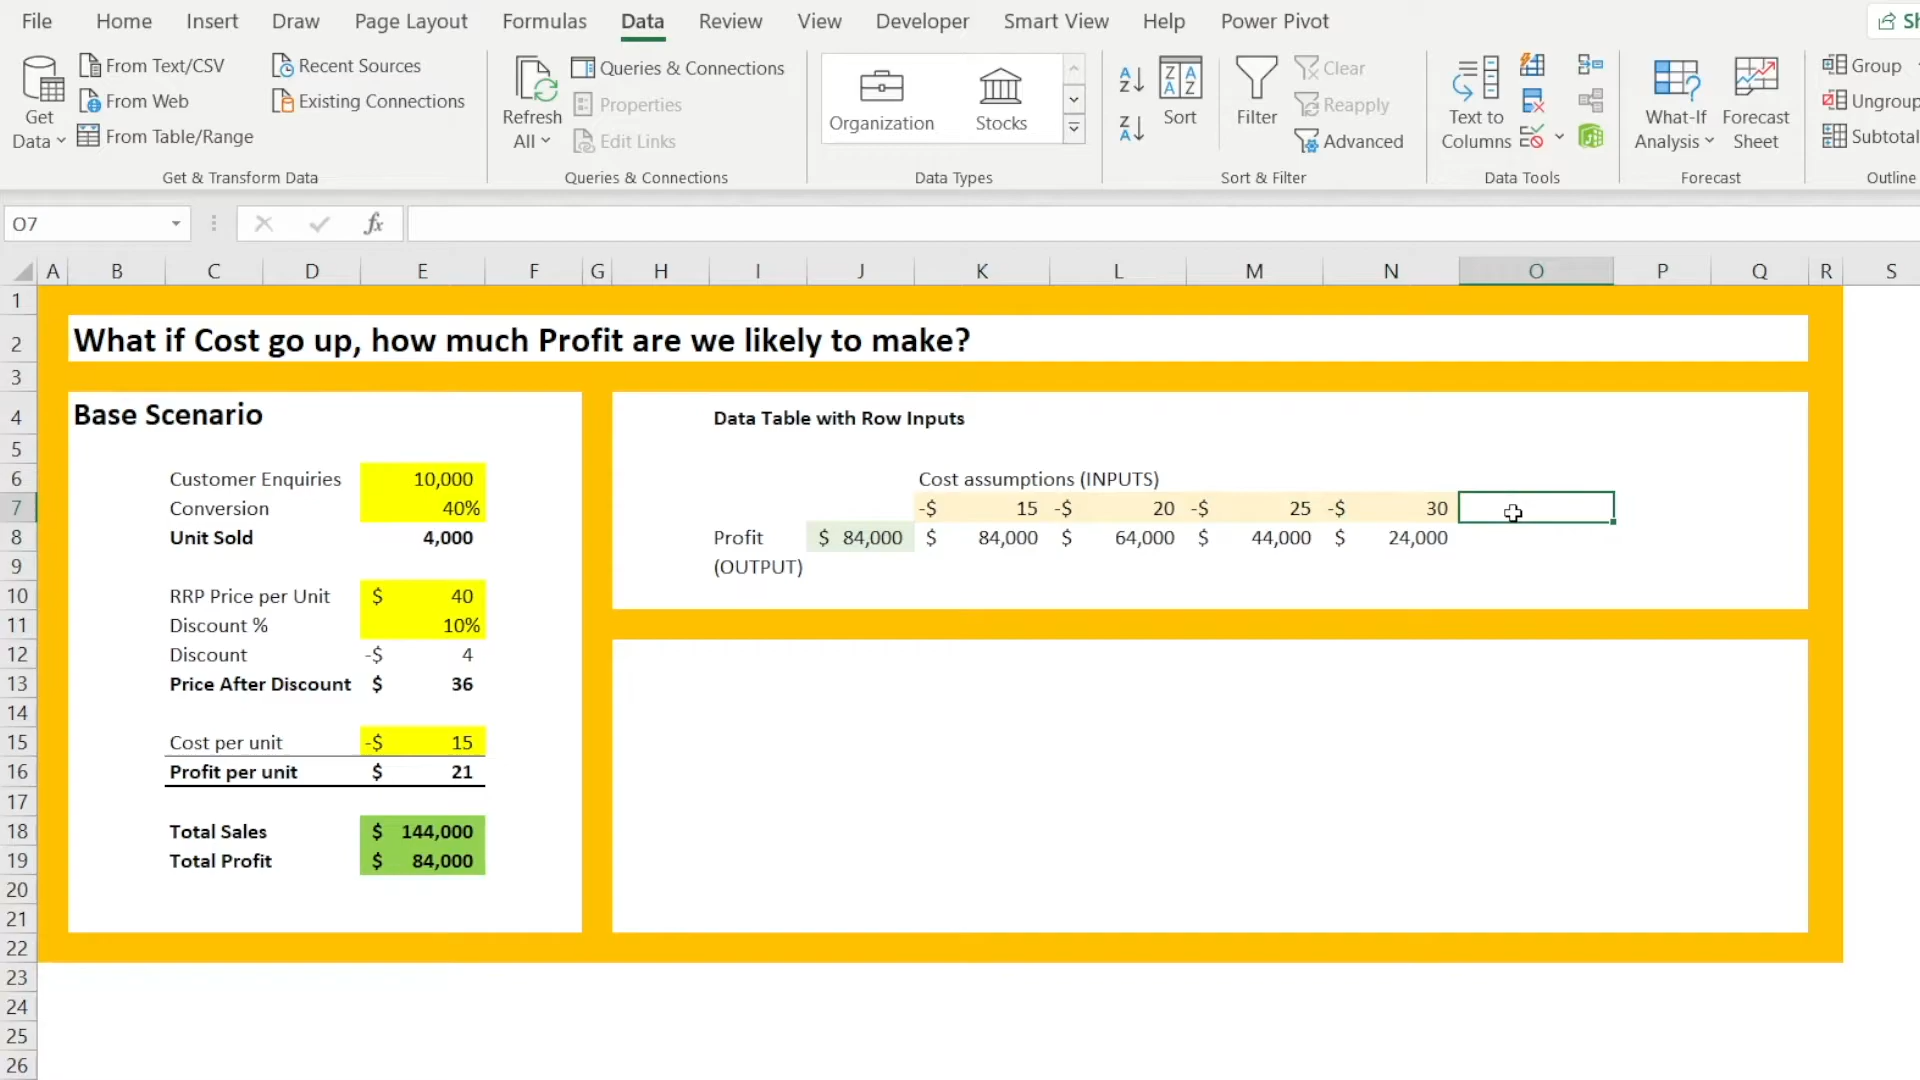 File Home Insert Draw Page Layout Formulas Data Review View Developer Smart View Help Power Pivot
Get Data
From Text/CSV
From Web
From Table/Range
Recent Sources
Existing Connections
Get & Transform Data
Refresh All
Queries & Connections
Properties
Edit Links
Queries & Connections
Organization Stocks
Data Types
Sort
Filter
Clear
Reapply
Advanced
Sort & Filter
Text to Columns
Data Tools
What-If Analysis
Forecast Sheet
Forecast
Group
Ungroup
Subtotal
Outline
O7 fx
A B C D E F G H I J K L M N O P Q R S
1
2 What if Cost go up, how much Profit are we likely to make?
3
4 Base Scenario Data Table with Row Inputs
5
6 Customer Enquiries 10,000 Cost assumptions (INPUTS)
7 Conversion 40% -$ 15 -$ 20 -$ 25 -$ 30
8 Unit Sold 4,000 Profit $ 84,000 $ 84,000 $ 64,000 $ 44,000 $ 24,000
9 (OUTPUT)
10 RRP Price per Unit $ 40
11 Discount % 10%
12 Discount -$ 4
13 Price After Discount $ 36
14
15 Cost per unit -$ 15
16 Profit per unit $ 21
17
18 Total Sales $ 144,000
19 Total Profit $ 84,000
20
21
22
23
24
25
26